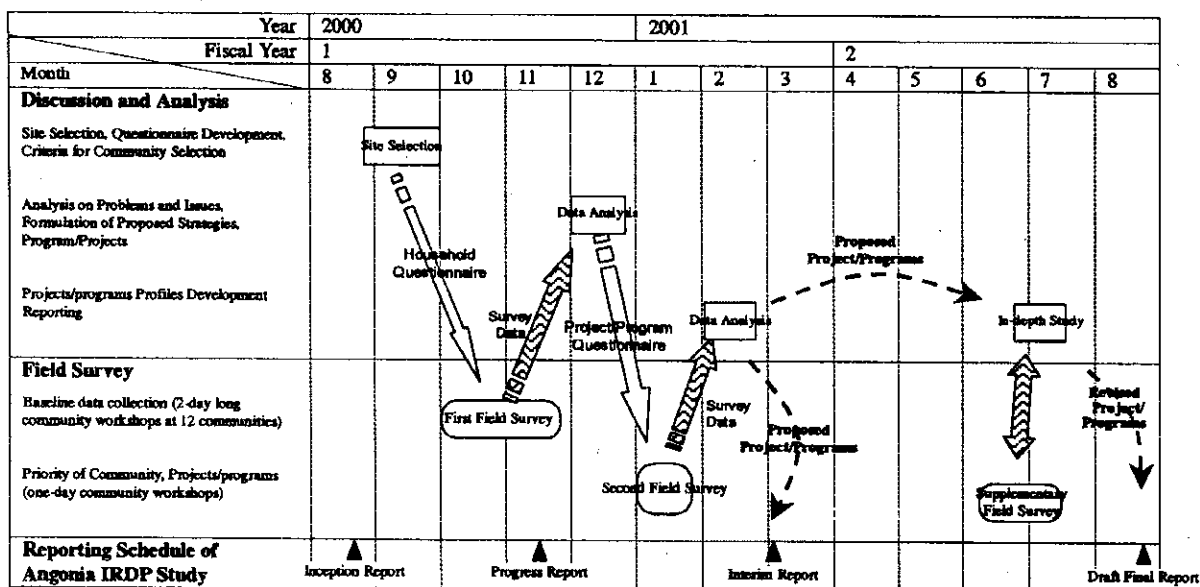 Year 2000 2001
Fiscal Year 1 2
Month 8 9 10 11 12 1 2 3 4 5 6 7 8
Discussion and Analysis
Site Selection, Questionnaire Development,
Criteria for Community Selection
Site Selection
Analysis on Problems and Issues,
Formulation of Proposed Strategies,
Program/Projects
Data Analysis
Household
Questionnaire
Proposed
Project/Programs
Projects/programs Profiles Development
Reporting
Survey
Data
Project/Program
Questionnaire
Data Analysis
In-depth Study
Field Survey
Baseline data collection (2-day long
community workshops at 12 communities)
First Field Survey
Survey
Data
Proposed
Project/Programs
Revised
Project/
Programs
Priority of Community, Projects/programs
(one-day community workshops)
Second Field Survey
Supplementary
Field Survey
Reporting Schedule of
Angonia IRDP Study
Inception Report
Progress Report
Interim Report
Draft Final Report